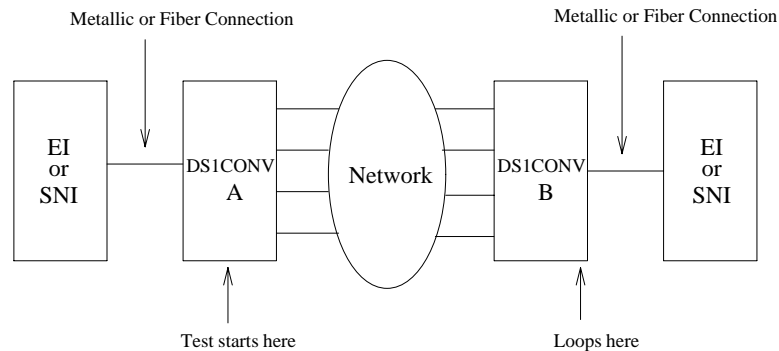 Metallic or Fiber Connection
Metallic or Fiber Connection
EI
or
SNI
DS1CONV
A
Network
DS1CONV
B
EI
or
SNI
Test starts here
Loops here